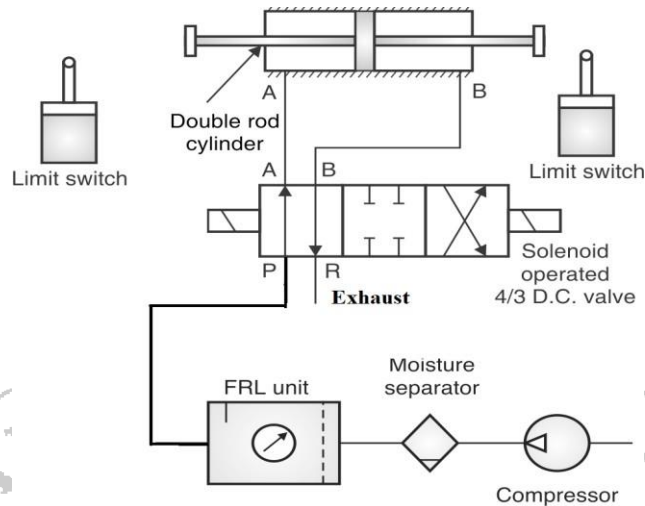 A
B
Double rod
cylinder
Limit switch
Limit switch
A
B
P
R
Exhaust
Solenoid
operated
4/3 D.C. valve
FRL unit
Moisture
separator
Compressor